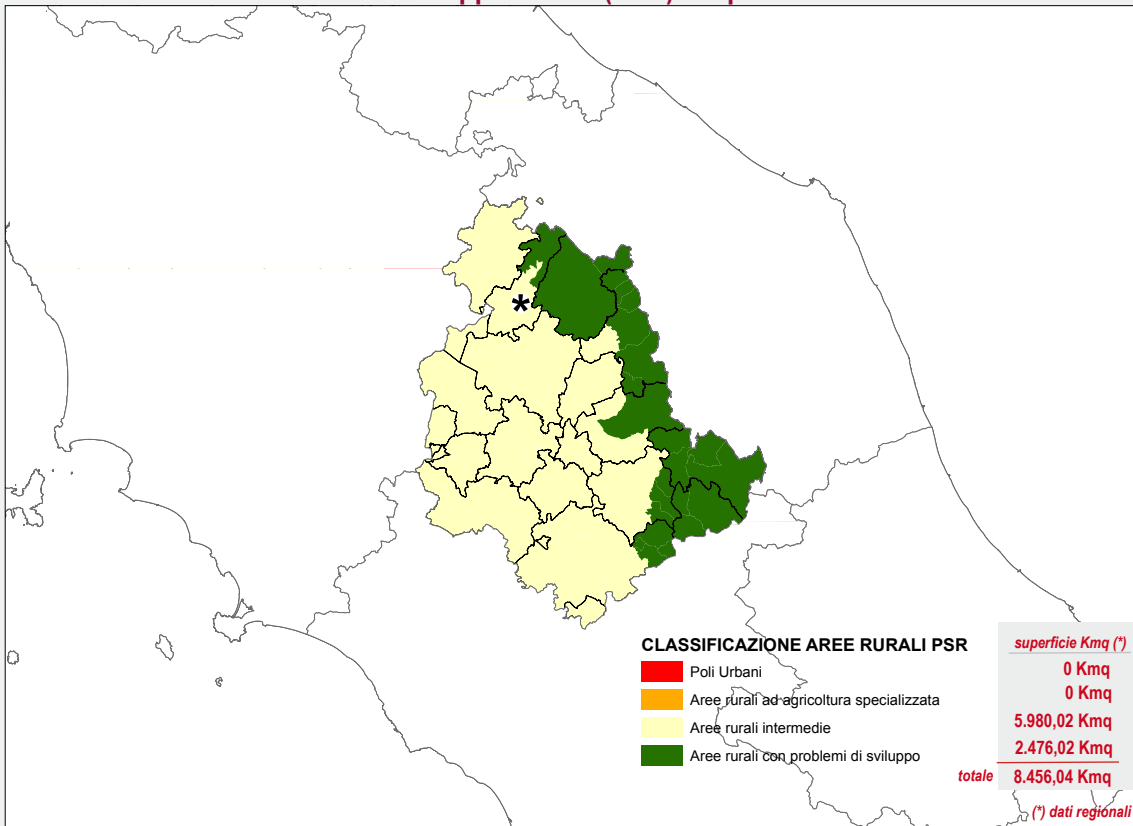 CLASSIFICAZIONE AREE RURALI PSR
superficie Kmq (*)
Poli Urbani
0 Kmq
Aree rurali ad agricoltura specializzata
0 Kmq
Aree rurali intermedie
5.980,02 Kmq
Aree rurali con problemi di sviluppo
2.476,02 Kmq
totale 8.456,04 Kmq
(*) dati regionali
*